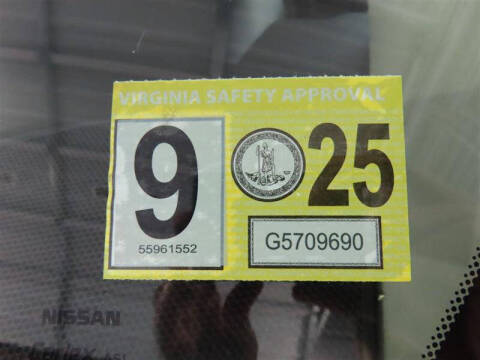 VIRGINIA SAFETY APPROVAL
9
25
55961552
G5709690
NISSAN